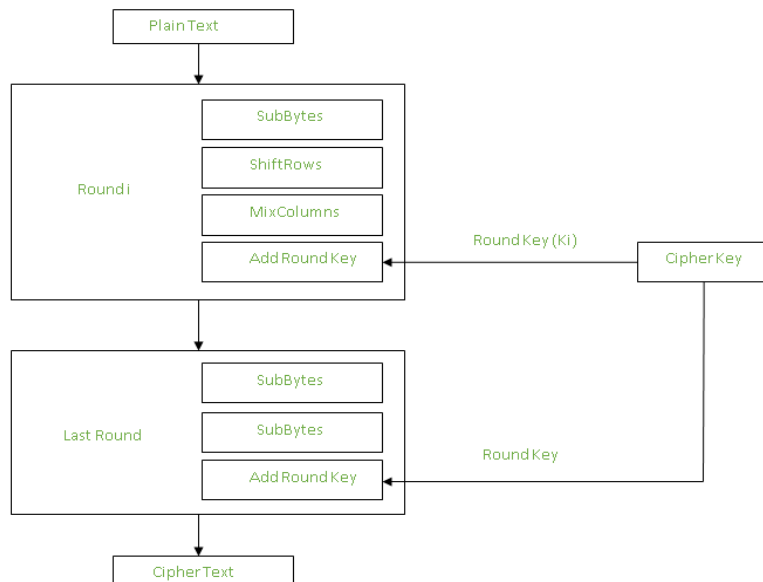 Plain Text
SubBytes
ShiftRows
Round i
MixColumns
Round Key (Ki)
Add Round Key
Cipher Key
SubBytes
Last Round
SubBytes
Round Key
Add Round Key
Cipher Text